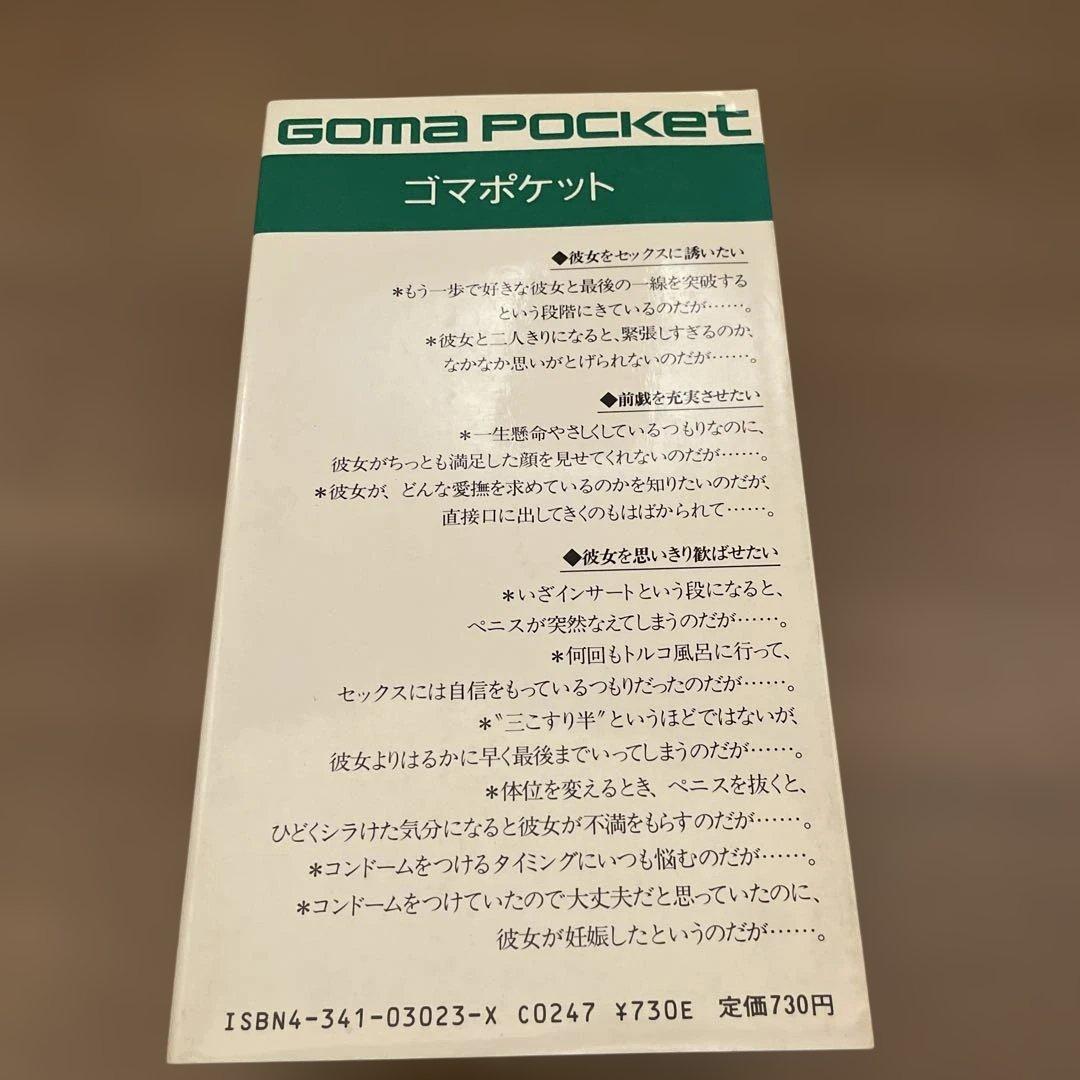 GOMA POCKET
ゴマポケット
◆彼女をセックスに誘いたい
＊もう一歩で好きな彼女と最後の一線を突破する
という段階にきているのだが……。
＊彼女と二人きりになると、緊張しすぎるのか、
なかなか思いがとげられないのだが……。
◆前戯を充実させたい
＊一生懸命やさしくしているつもりなのに、
彼女がちっとも満足した顔を見せてくれないのだが……。
＊彼女が、どんな愛撫を求めているのかを知りたいのだが、
直接口に出してきくのもはばかられて……。
◆彼女を思いきり歓ばせたい
＊いざインサートという段になると、
ペニスが突然なえてしまうのだが……。
＊何回もトルコ風呂に行って、
セックスには自信をもっているつもりだったのだが……。
＊〝三こすり半〟というほどではないが、
彼女よりはるかに早く最後までいってしまうのだが……。
＊体位を変えるとき、ペニスを抜くと、
ひどくシラけた気分になると彼女が不満をもらすのだが……。
＊コンドームをつけるタイミングにいつも悩むのだが……。
＊コンドームをつけていたので大丈夫だと思っていたのに、
彼女が妊娠したというのだが……。
ISBN4-341-03023-X C0247 ¥730E 定価730円